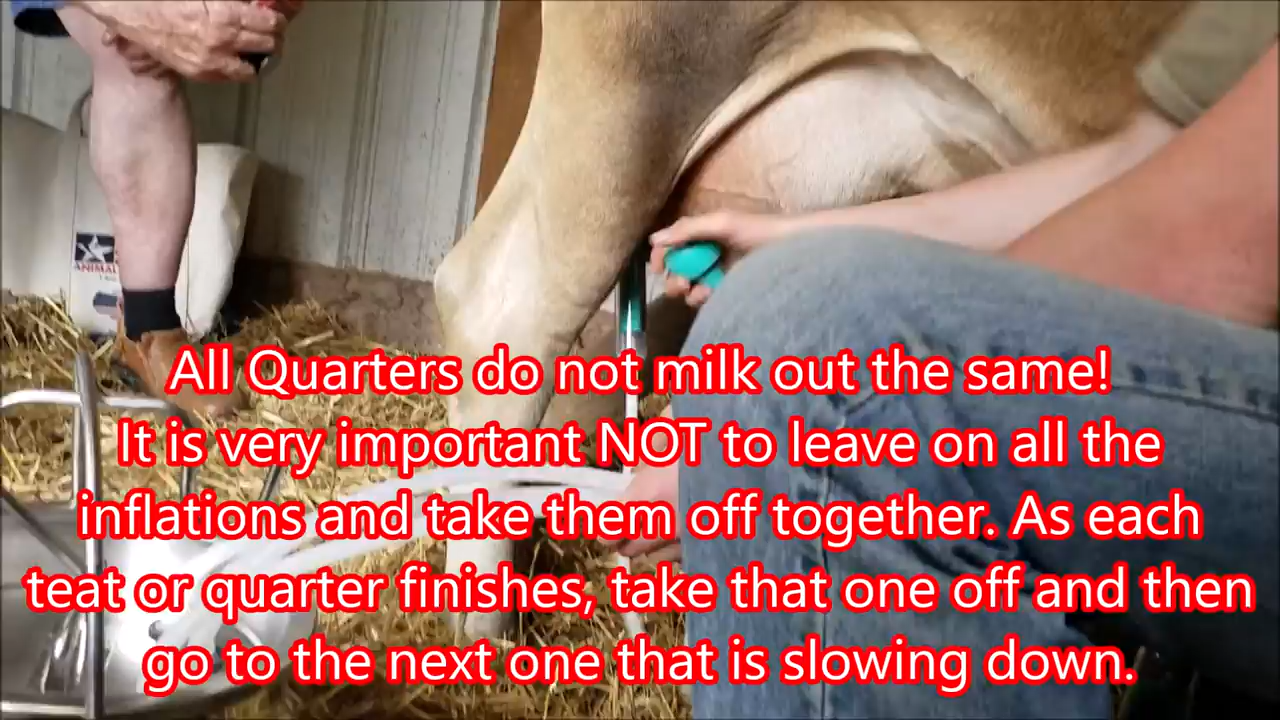 ANIMAL
All Quarters do not milk out the same!
It is very important NOT to leave on all the
inflations and take them off together. As each
teat or quarter finishes, take that one off and then
go to the next one that is slowing down.